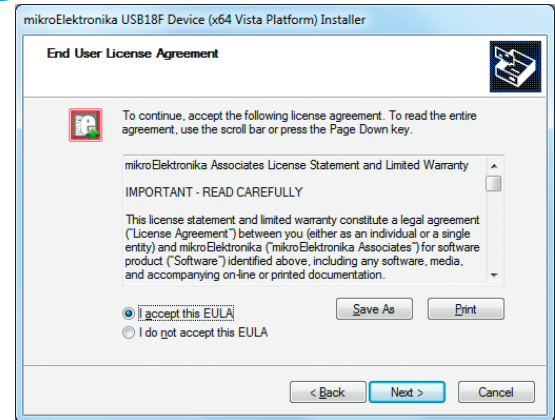 mikroElektronika USB18F Device (x64 Vista Platform) Installer
End User License Agreement
To continue, accept the following license agreement. To read the entire
agreement, use the scroll bar or press the Page Down key.
mikroElektronika Associates License Statement and Limited Warranty
IMPORTANT - READ CAREFULLY
This license statement and limited warranty constitute a legal agreement
("License Agreement") between you (either as an individual or a single
entity) and mikroElektronika ("mikroElektronika Associates") for software
product ("Software") identified above, including any software, media,
and accompanying on-line or printed documentation.
I accept this EULA
Save As
Print
I do not accept this EULA
< Back
Next >
Cancel